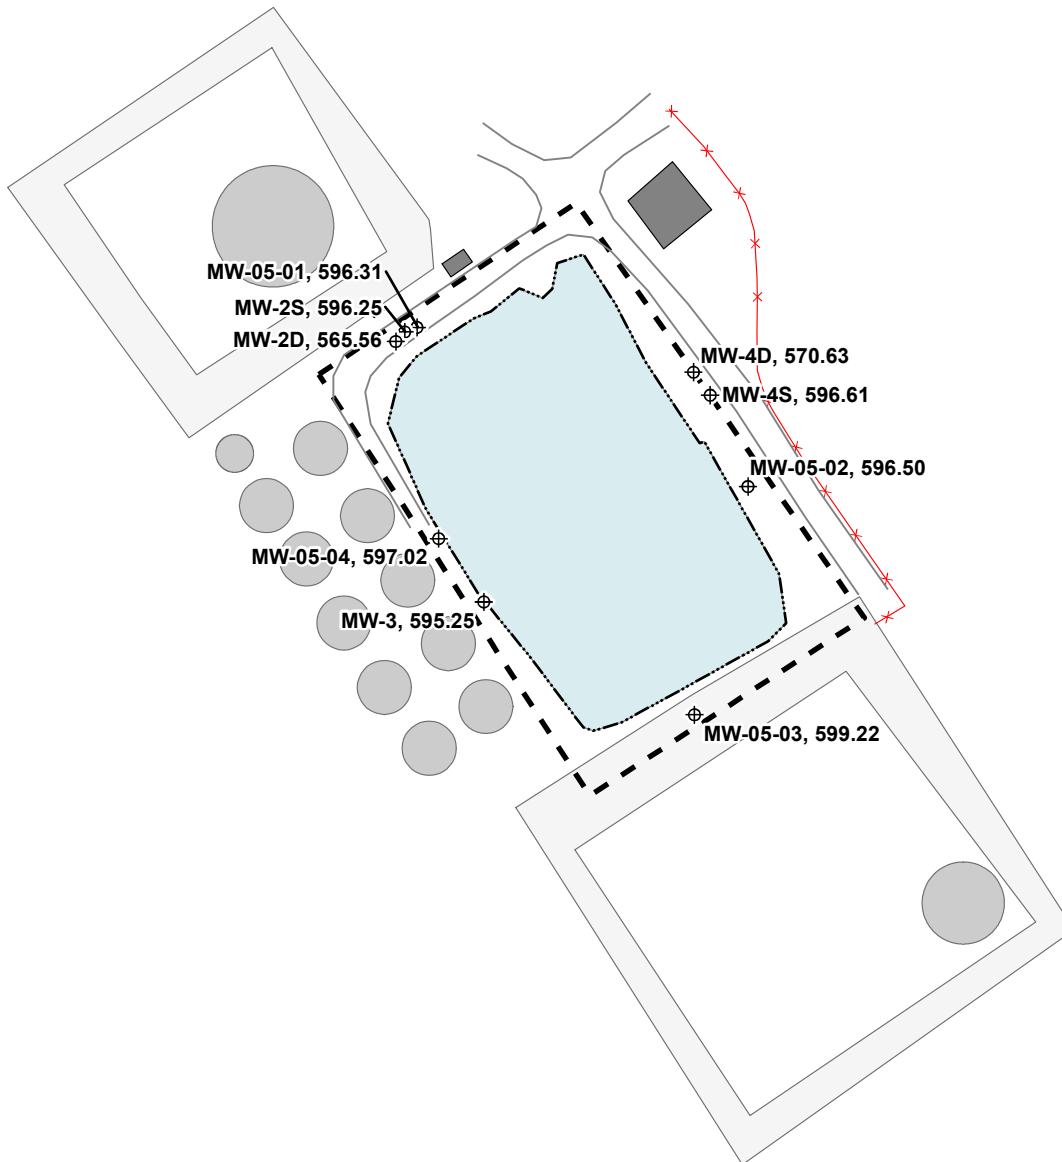 MW-05-01, 596.31
MW-2S, 596.25
MW-2D, 565.56
MW-4D, 570.63
MW-4S, 596.61
MW-05-02, 596.50
MW-05-04, 597.02
MW-3, 595.25
MW-05-03, 599.22